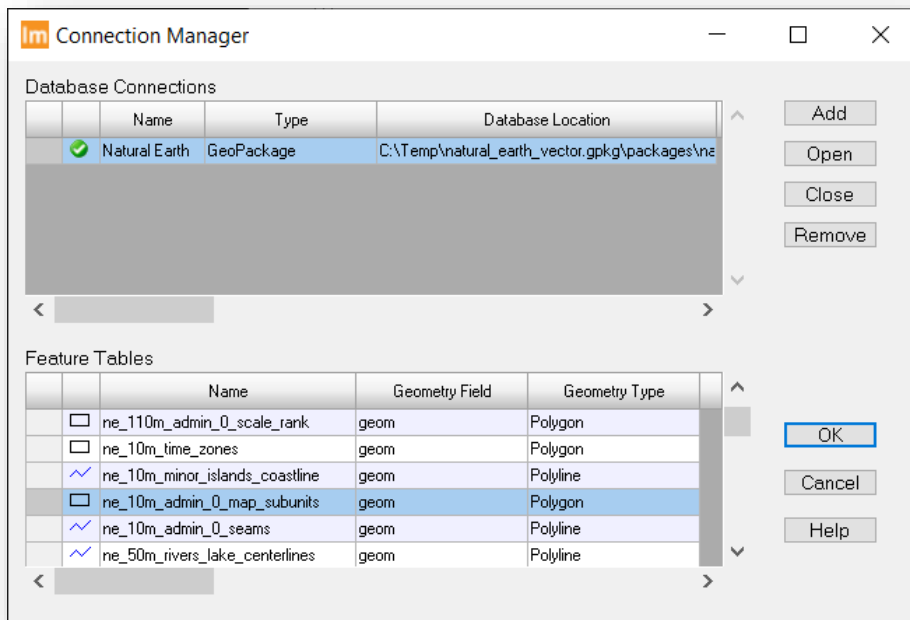 Im Connection Manager
Database Connections
Name Type Database Location
Natural Earth GeoPackage C:\Temp\natural_earth_vector.gpkg\packages\na
Add
Open
Close
Remove
Feature Tables
Name Geometry Field Geometry Type
ne_110m_admin_0_scale_rank geom Polygon
ne_10m_time_zones geom Polygon
ne_10m_minor_islands_coastline geom Polyline
ne_10m_admin_0_map_subunits geom Polygon
ne_10m_admin_0_seams geom Polyline
ne_50m_rivers_lake_centerlines geom Polyline
OK
Cancel
Help